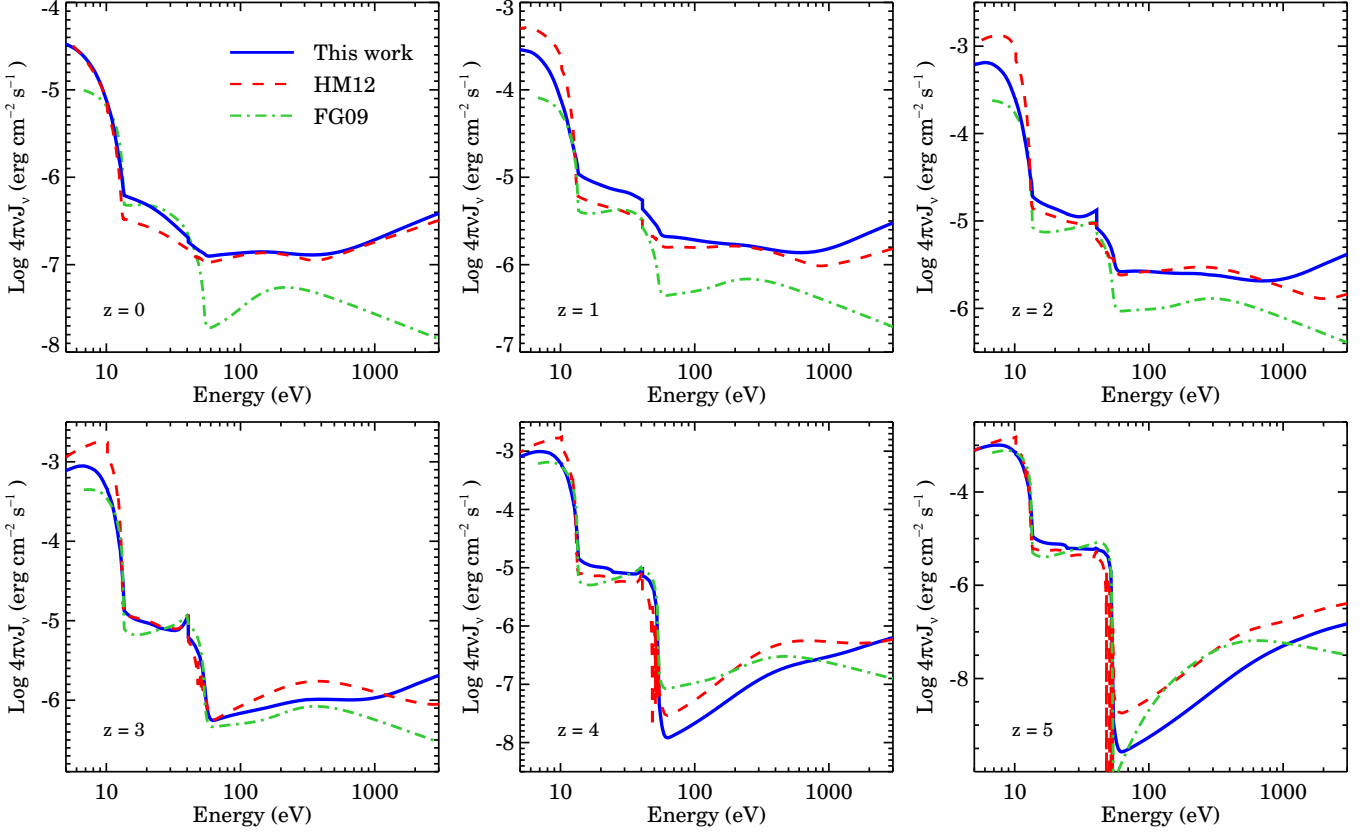 This work
HM12
FG09
Log 4πνJν (erg cm⁻² s⁻¹ )
-4
-5
-6
-7
-8
z = 0
10 100 1000
Energy (eV)
Log 4πνJν (erg cm⁻² s⁻¹ )
-3
-4
-5
-6
-7
z = 1
10 100 1000
Energy (eV)
Log 4πνJν (erg cm⁻² s⁻¹ )
-3
-4
-5
-6
z = 2
10 100 1000
Energy (eV)
Log 4πνJν (erg cm⁻² s⁻¹ )
-3
-4
-5
-6
z = 3
10 100 1000
Energy (eV)
Log 4πνJν (erg cm⁻² s⁻¹ )
-3
-4
-5
-6
-7
-8
z = 4
10 100 1000
Energy (eV)
Log 4πνJν (erg cm⁻² s⁻¹ )
-4
-5
-6
-7
-8
z = 5
10 100 1000
Energy (eV)